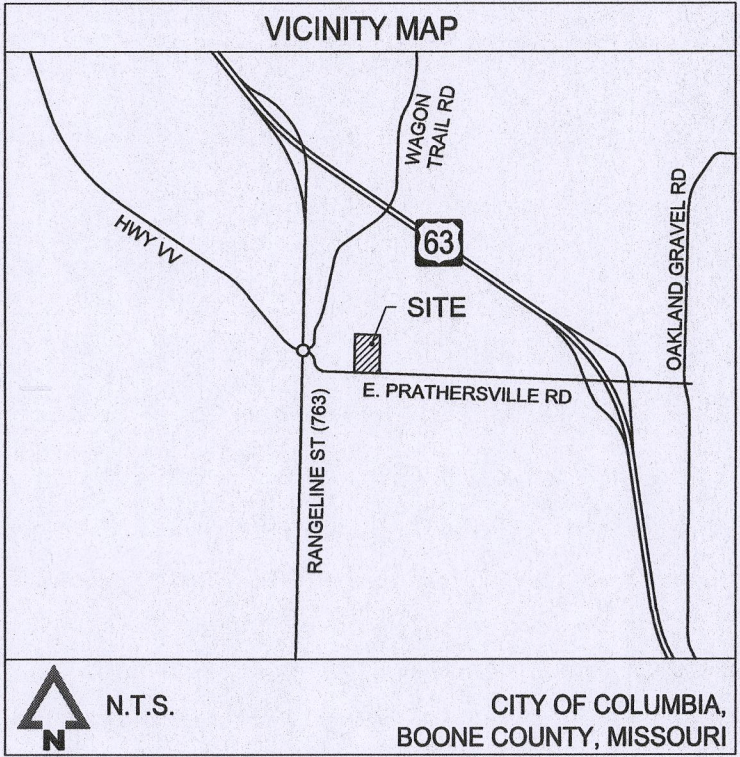 VICINITY MAP
WAGON
TRAIL RD
OAKLAND GRAVEL RD
HWY VV
63
SITE
E. PRATHERSVILLE RD
RANGELINE ST (763)
N
N.T.S.
CITY OF COLUMBIA,
BOONE COUNTY, MISSOURI